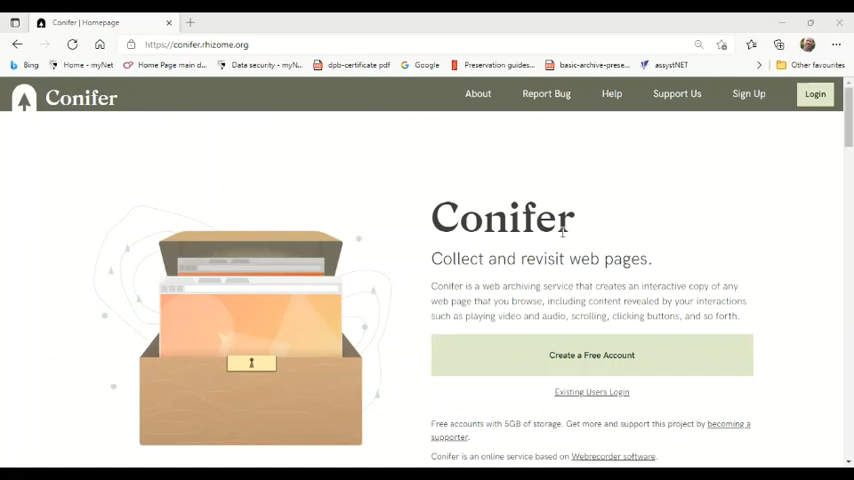 Conifer | Homepage
https://conifer.rhizome.org
Bing
Home - myNet
Home Page main d...
Data security - myN...
dpb-certificate pdf
Google
Preservation guides...
basic-archive-prese...
assystNET
Other favourites
Conifer
About
Report Bug
Help
Support Us
Sign Up
Login
Conifer
Collect and revisit web pages.
Conifer is a web archiving service that creates an interactive copy of any
web page that you browse, including content revealed by your interactions
such as playing video and audio, scrolling, clicking buttons, and so forth.
Create a Free Account
Existing Users Login
Free accounts with 5GB of storage. Get more and support this project by becoming a
supporter.
Conifer is an online service based on Webrecorder software.